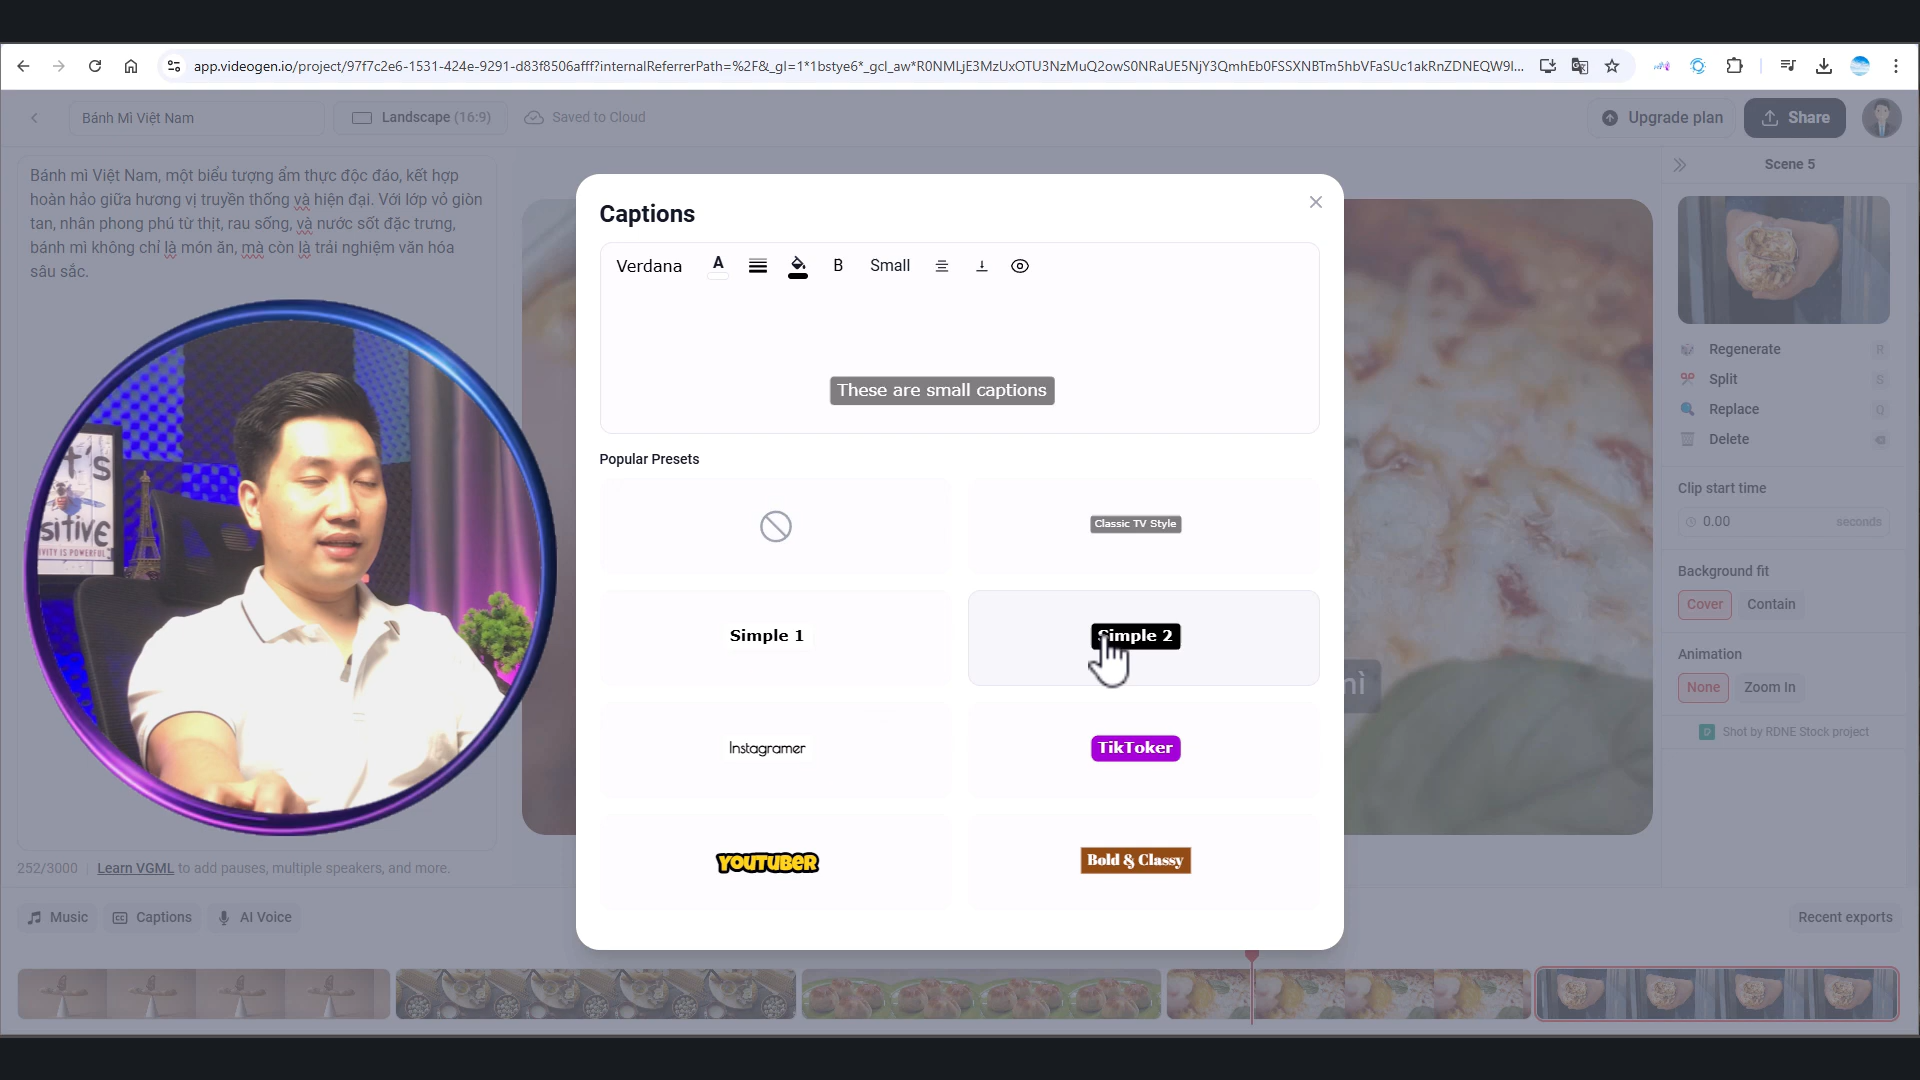 app.videogen.io/project/97f7c2e6-1531-424e-9291-d83f8506afff?internalReferrerPath=%2F&_gl=1*1bstye6*_gcl_aw*R0NMLjE3MzUxOTU3NzMuQ2owS0NRaUE5NjY3QmhEb0FSSXNBTm5hbVFaSUc1akRnZDNEQW9I...
Bánh Mì Việt Nam
Landscape (16:9)
Saved to Cloud
Upgrade plan
Share
Bánh mì Việt Nam, một biểu tượng ẩm thực độc đáo, kết hợp
hoàn hảo giữa hương vị truyền thống và hiện đại. Với lớp vỏ giòn
tan, nhân phong phú từ thịt, rau sống, và nước sốt đặc trưng,
bánh mì không chỉ là món ăn, mà còn là trải nghiệm văn hóa
sâu sắc.
t's
SITIVE
VITY IS POWERFUL
252/3000
Learn VGML to add pauses, multiple speakers, and more.
Captions
Verdana
A
B
Small
These are small captions
Popular Presets
Classic TV Style
Simple 1
Simple 2
Instagramer
TikToker
YOUTUBER
Bold & Classy
mì
Scene 5
Regenerate R
Split S
Replace Q
Delete
Clip start time
0.00 seconds
Background fit
Cover
Contain
Animation
None
Zoom In
Shot by RDNE Stock project
Music
Captions
AI Voice
Recent exports